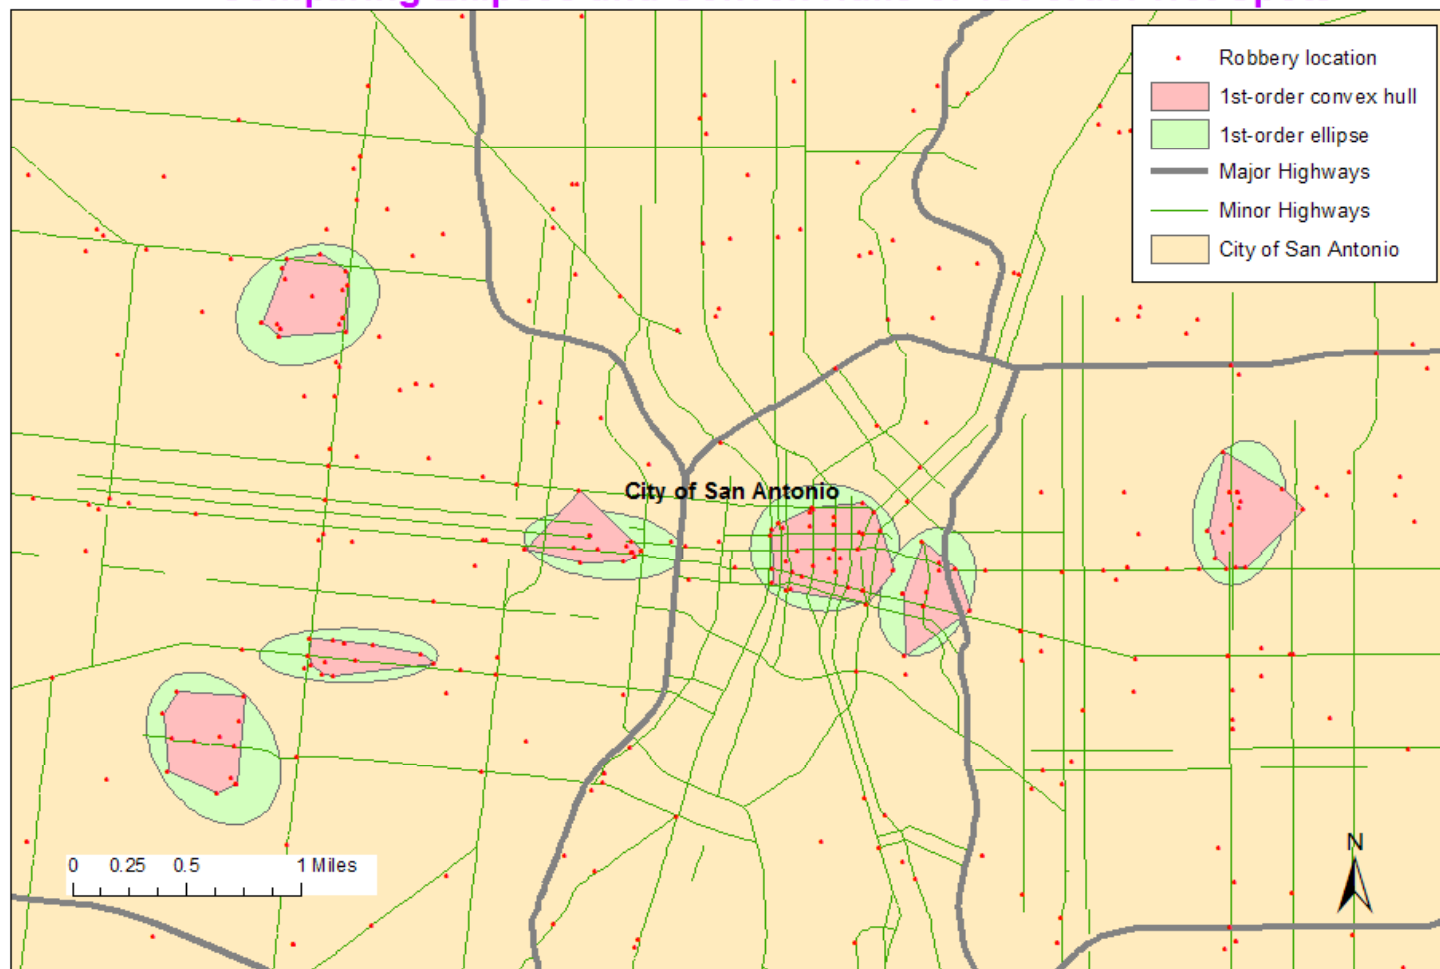 Robbery location
1st-order convex hull
1st-order ellipse
Major Highways
Minor Highways
City of San Antonio
City of San Antonio
N
0 0.25 0.5 1 Miles